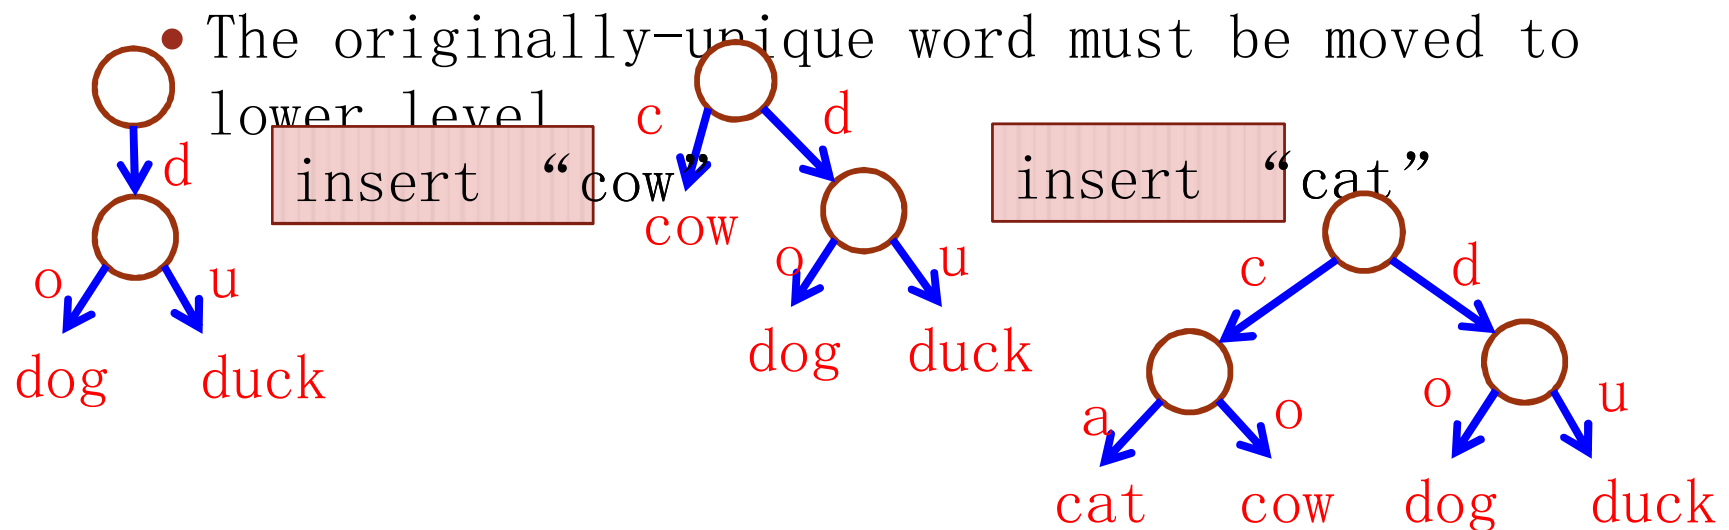 The originally-unique word must be moved to
lower level
insert “cow”
insert “cat”
d
o
u
dog
duck
c
d
cow
o
u
dog
duck
c
d
a
o
o
u
cat
cow
dog
duck